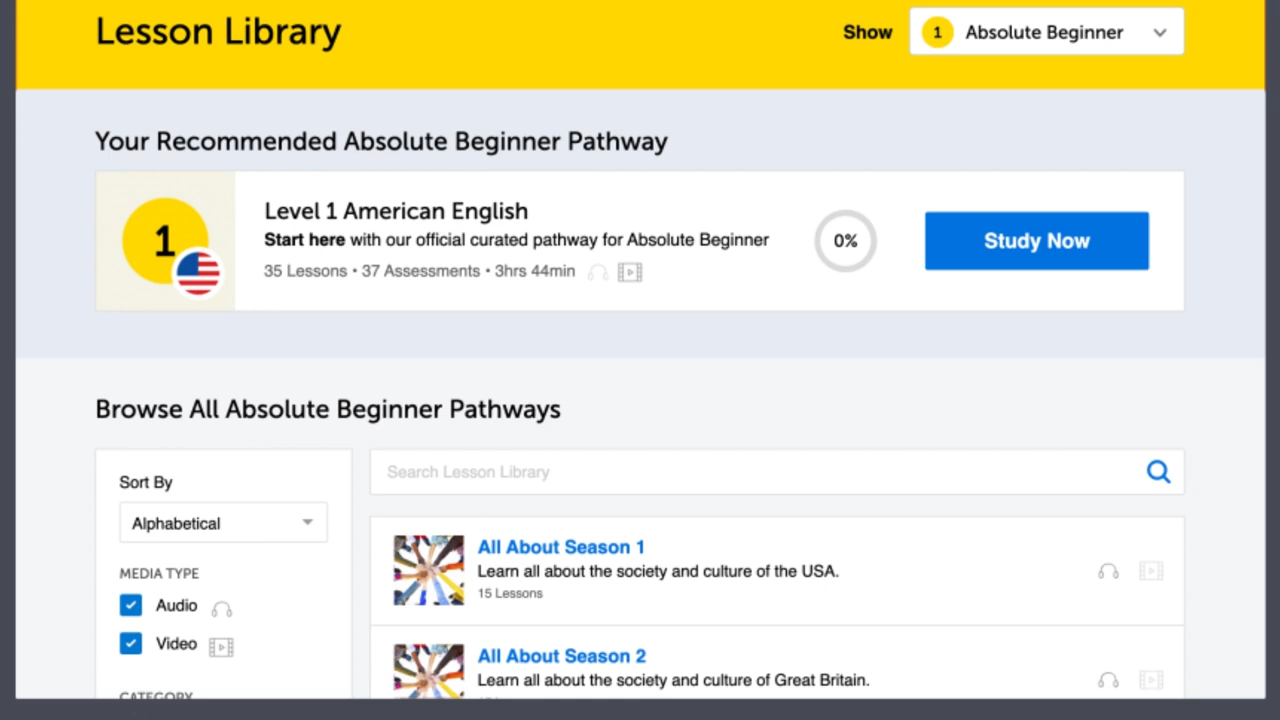 Lesson Library
Show 1 Absolute Beginner
Your Recommended Absolute Beginner Pathway
1
Level 1 American English
Start here with our official curated pathway for Absolute Beginner
35 Lessons • 37 Assessments • 3hrs 44min
0%
Study Now
Browse All Absolute Beginner Pathways
Sort By
Alphabetical
MEDIA TYPE
Audio
Video
CATEGORY
Search Lesson Library
All About Season 1
Learn all about the society and culture of the USA.
15 Lessons
All About Season 2
Learn all about the society and culture of Great Britain.